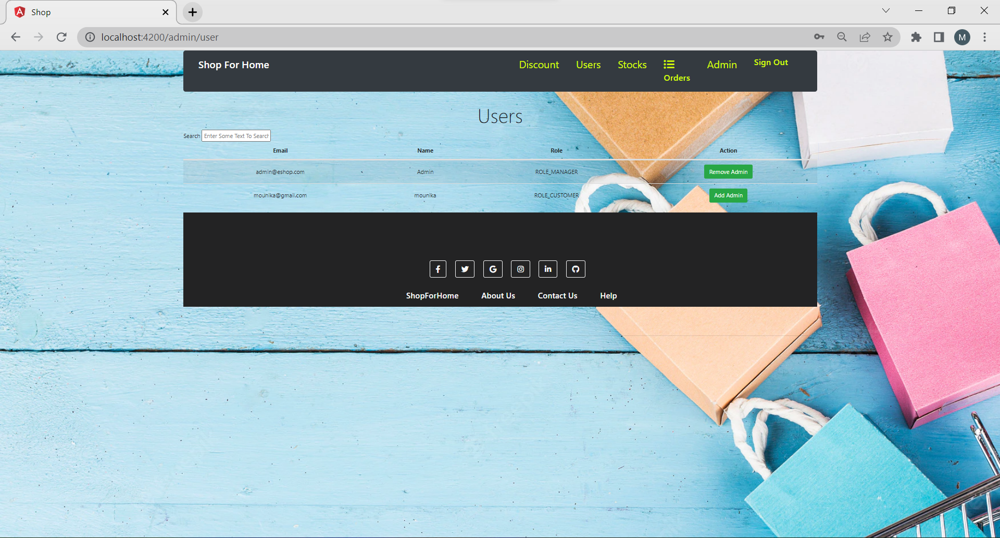 Shop
localhost:4200/admin/user
M
Shop For Home Discount Users Stocks Orders Admin Sign Out
Users
Search Enter Some Text To Search
Email Name Role Action
admin@eshop.com Admin ROLE_MANAGER Remove Admin
mounika@gmail.com mounika ROLE_CUSTOMER Add Admin
ShopForHome About Us Contact Us Help